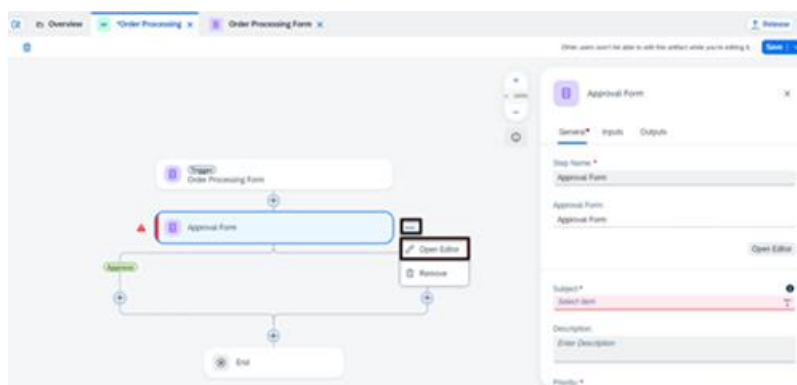 Overview
*Order Processing
Order Processing Form
Release
Other users won't be able to edit this artifact while you're editing it.
Save
Trigger
Order Processing Form
Approval Form
Open Editor
Remove
Approve
End
Approval Form
General*
Inputs
Outputs
Step Name *
Approval Form
Approval Form:
Approval Form
Open Editor
Subject *
Select item
Description:
Enter Description
Priority *